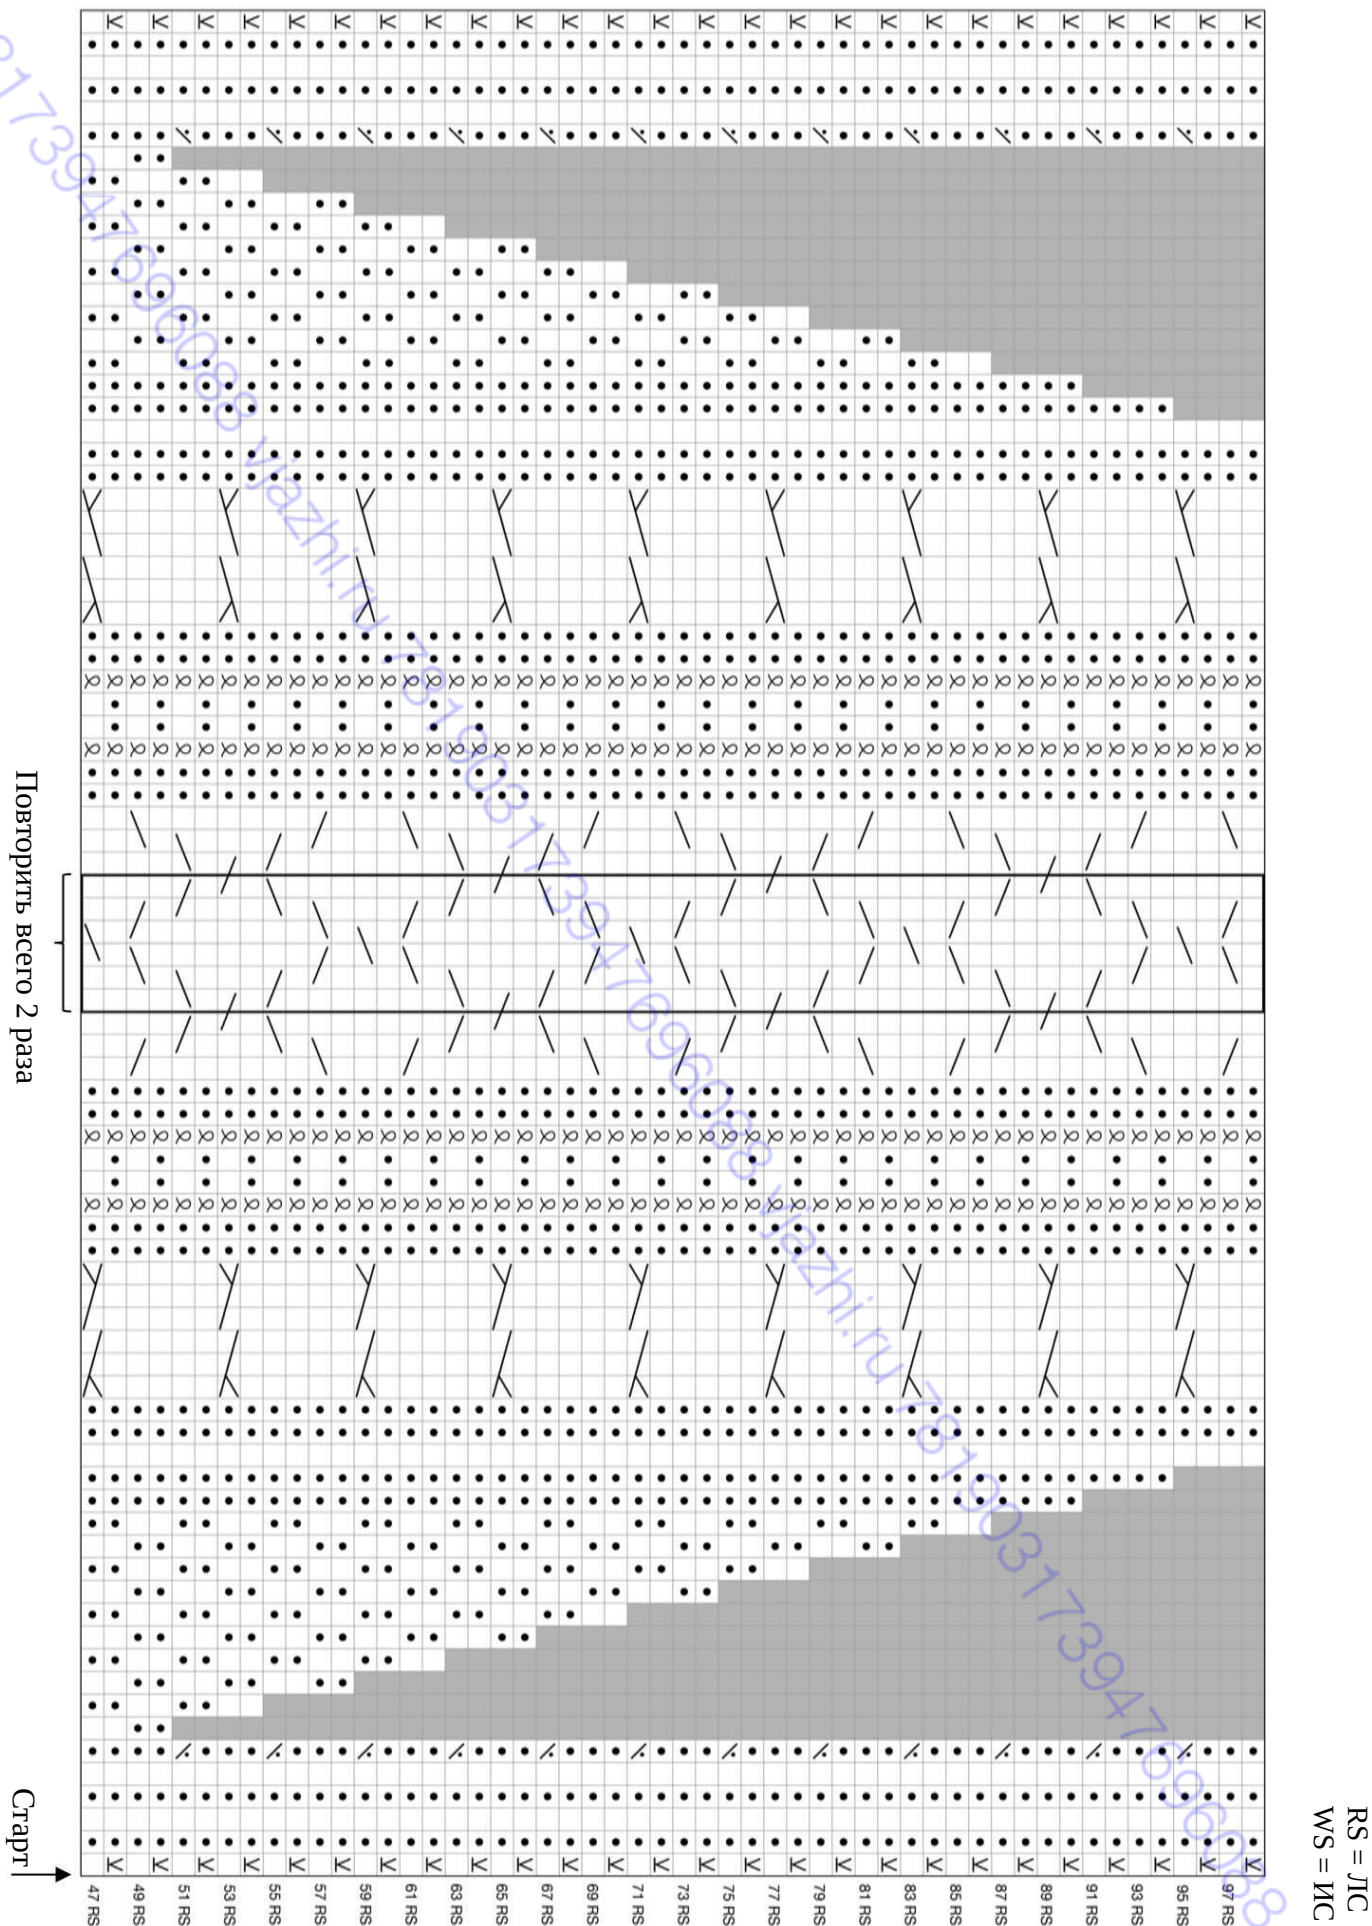 RS = ЛС
WS = ИС
97 RS
95 RS
93 RS
91 RS
89 RS
87 RS
85 RS
83 RS
81 RS
79 RS
77 RS
75 RS
73 RS
71 RS
69 RS
67 RS
65 RS
63 RS
61 RS
59 RS
57 RS
55 RS
53 RS
51 RS
49 RS
47 RS
Повторить всего 2 раза
Старт
3173947696088 vjazhi.ru 781903173947696088 vjazhi.ru 781903173947696088